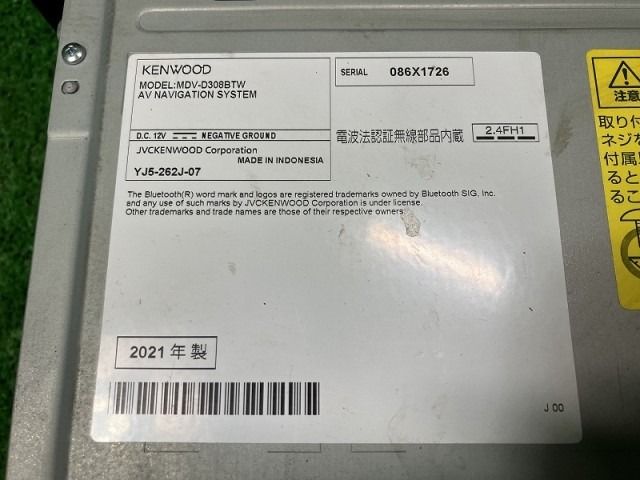 KENWOOD
MODEL:MDV-D308BTW
AV NAVIGATION SYSTEM
D.C. 12V NEGATIVE GROUND
JVCKENWOOD Corporation
MADE IN INDONESIA
YJ5-262J-07
SERIAL 086X1726
電波法認証無線部品内蔵 2.4FH1
The Bluetooth(R) word mark and logos are registered trademarks owned by Bluetooth SIG, Inc.
and any use of such marks by JVCKENWOOD Corporation is under license.
Other trademarks and trade names are those of their respective owners.
2021 年 製
J 00
注意
取り付
ネジを
付属
ると
るこ